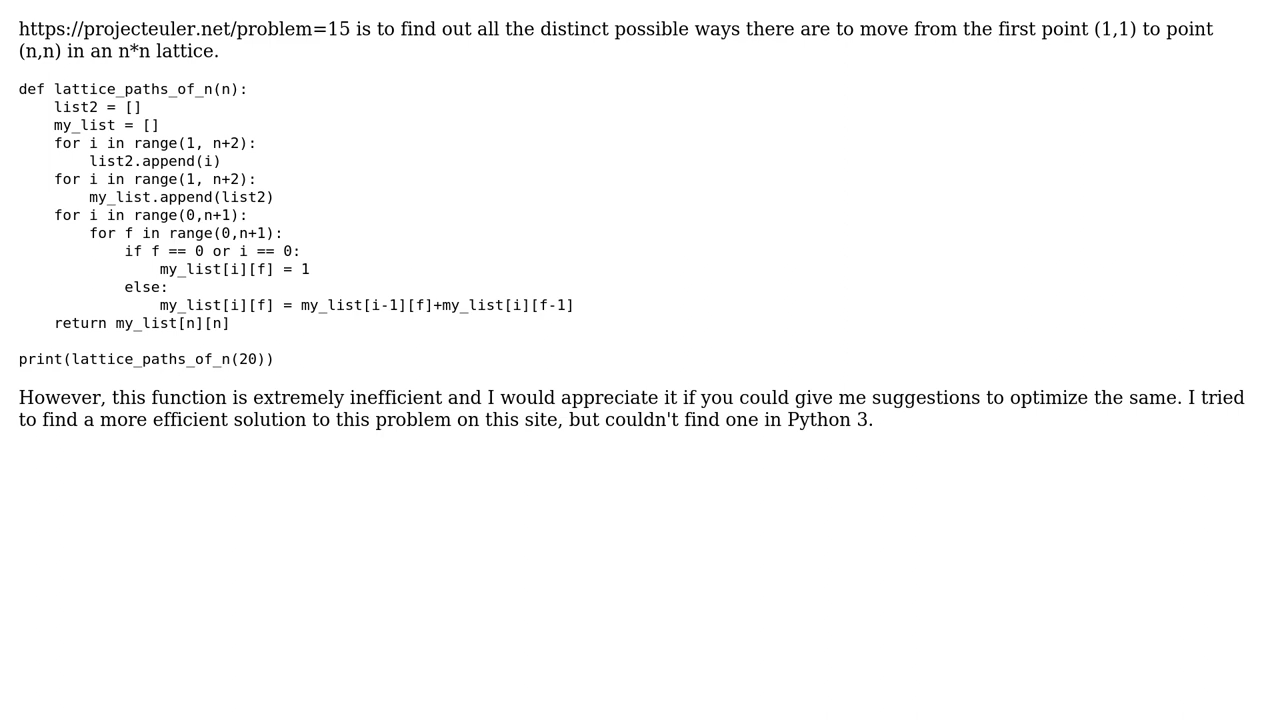 https://projecteuler.net/problem=15 is to find out all the distinct possible ways there are to move from the first point (1,1) to point
(n,n) in an n*n lattice.
def lattice_paths_of_n(n):
    list2 = []
    my_list = []
    for i in range(1, n+2):
        list2.append(i)
    for i in range(1, n+2):
        my_list.append(list2)
    for i in range(0,n+1):
        for f in range(0,n+1):
            if f == 0 or i == 0:
                my_list[i][f] = 1
            else:
                my_list[i][f] = my_list[i-1][f]+my_list[i][f-1]
    return my_list[n][n]
print(lattice_paths_of_n(20))
However, this function is extremely inefficient and I would appreciate it if you could give me suggestions to optimize the same. I tried
to find a more efficient solution to this problem on this site, but couldn't find one in Python 3.